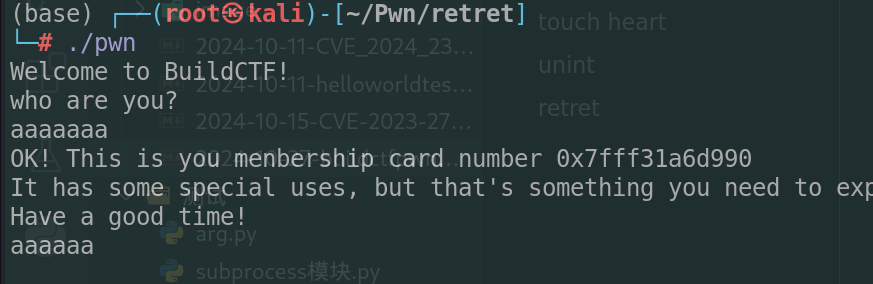 (base) ┌──(root㉿kali)-[~/Pwn/retret]
└─# ./pwn
Welcome to BuildCTF!
who are you?
aaaaaaa
OK! This is you menbership card number 0x7fff31a6d990
It has some special uses, but that's something you need to exp
Have a good time!
aaaaaa
touch heart
unint
retret
2024-10-11-CVE_2024_23...
2024-10-11-helloworldtes...
2024-10-15-CVE-2023-27...
测试
arg.py
subprocess模块.py